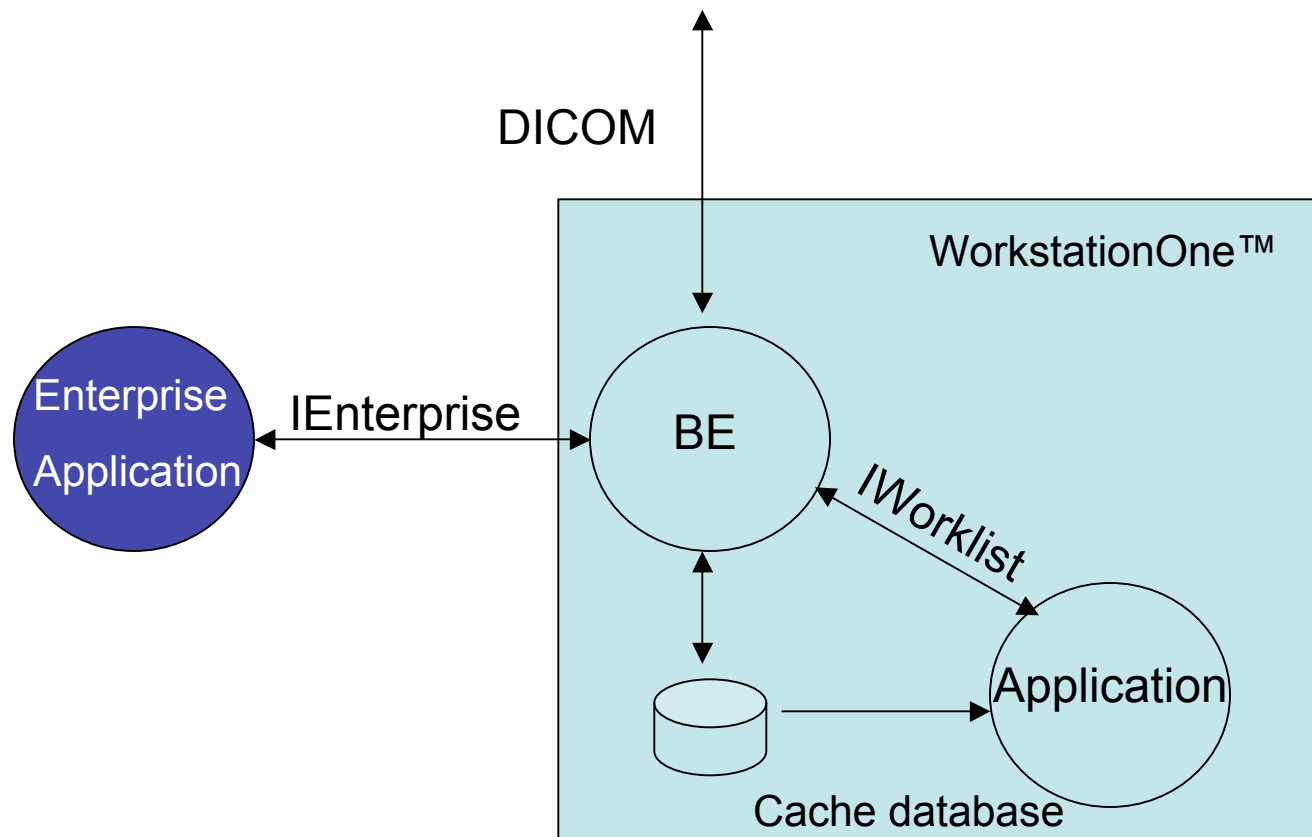 DICOM
WorkstationOne™
Enterprise
Application
IEnterprise
BE
IWorklist
Application
Cache database